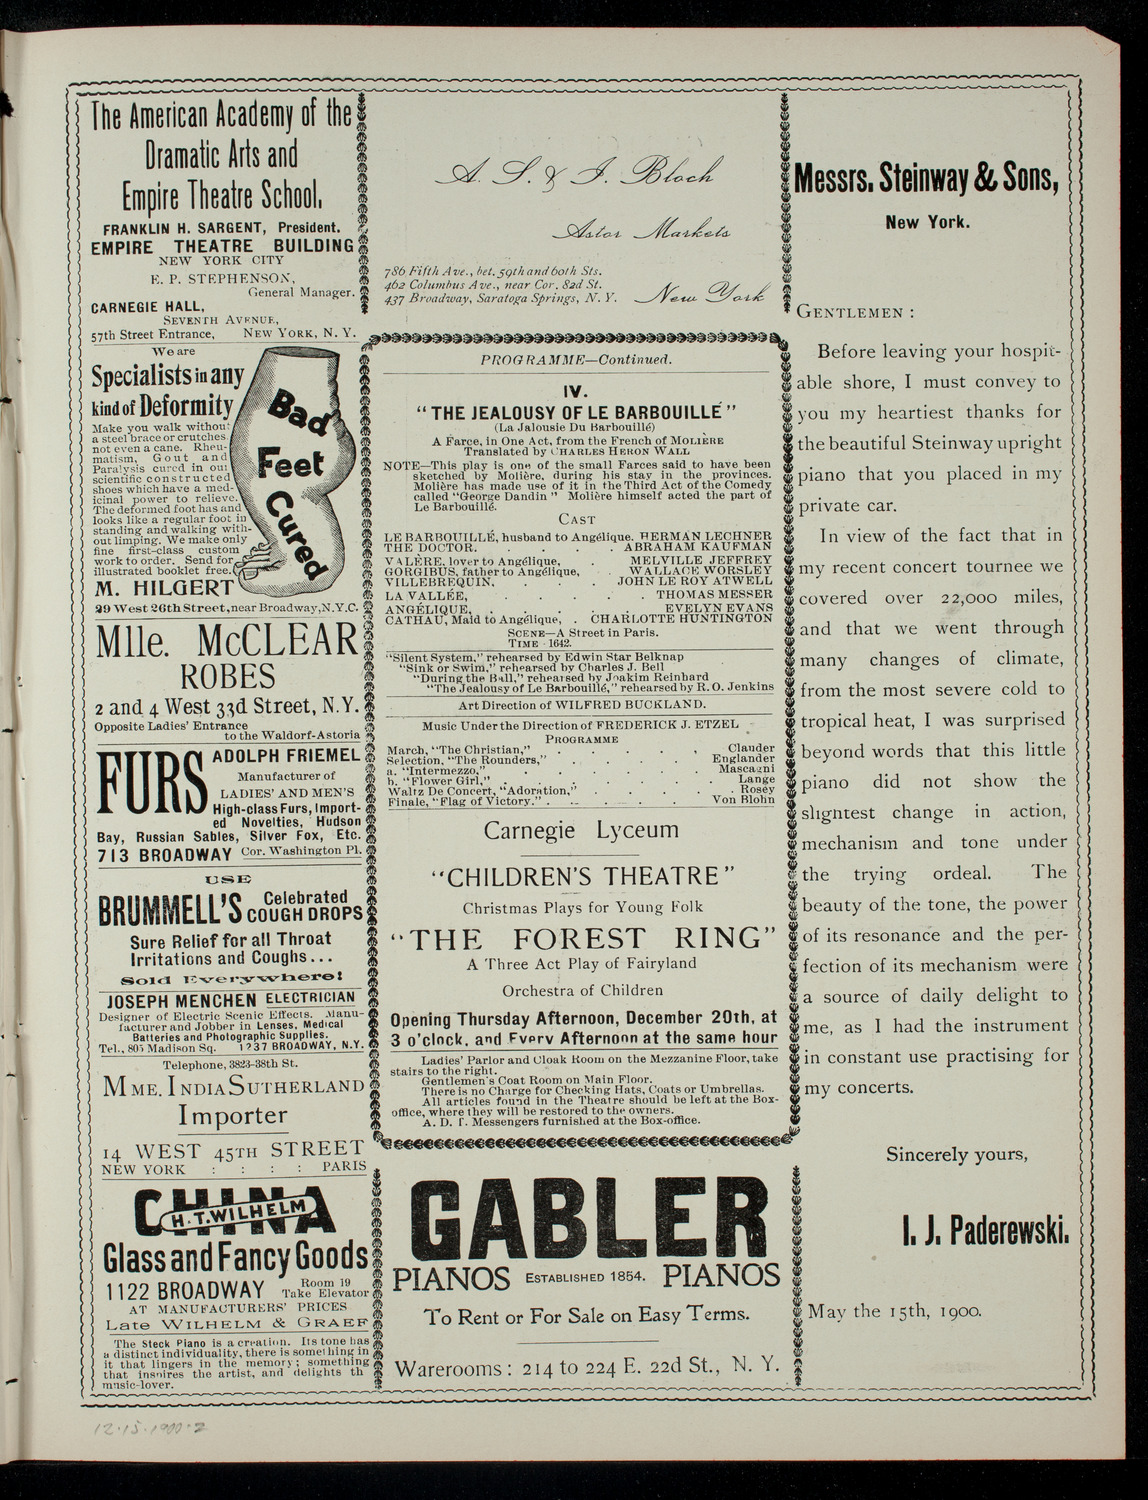 The American Academy of the
Dramatic Arts and
Empire Theatre School.
FRANKLIN H. SARGENT, President.
EMPIRE THEATRE BUILDING
NEW YORK CITY
E. P. STEPHENSON,
General Manager.
CARNEGIE HALL,
SEVENTH AVENUE,
57th Street Entrance, NEW YORK, N. Y.
We are
Specialists in any
kind of Deformity
Make you walk without
a steel brace or crutches.
not even a cane. Rheu-
matism, Gout and
Paralysis cured in our
scientific constructed
shoes which have a med-
icinal power to relieve.
The deformed foot has and
looks like a regular foot in
standing and walking with-
out limping. We make only
fine first-class custom
work to order. Send for
illustrated booklet free.
M. HILGERT
29 West 26th Street, near Broadway, N.Y.C.
Bad
Feet
Cured
Mlle. McCLEAR
ROBES
2 and 4 West 33d Street, N.Y.
Opposite Ladies' Entrance
to the Waldorf-Astoria
FURS
ADOLPH FRIEMEL
Manufacturer of
LADIES' AND MEN'S
High-class Furs, Import-
ed Novelties, Hudson
Bay, Russian Sables, Silver Fox, Etc.
713 BROADWAY Cor. Washington Pl.
USE
BRUMMELL'S Celebrated
COUGH DROPS
Sure Relief for all Throat
Irritations and Coughs...
Sold Everywhere!
JOSEPH MENCHEN ELECTRICIAN
Designer of Electric Scenic Effects. Manu-
facturer and Jobber in Lenses, Medical
Batteries and Photographic Supplies.
Tel., 805 Madison Sq. 1237 BROADWAY, N.Y.
Telephone, 3823-38th St.
MME. INDIA SUTHERLAND
Importer
14 WEST 45TH STREET
NEW YORK : : : : PARIS
CHINA
H. T. WILHELM
Glass and Fancy Goods
1122 BROADWAY Room 19
Take Elevator
AT MANUFACTURERS' PRICES
Late WILHELM & GRAEF
The Steck Piano is a creation. Its tone has
a distinct individuality, there is something in
it that lingers in the memory; something
that inspires the artist, and delights th
music-lover.
A. S. & I. Bloch
Astor Markets
786 Fifth Ave., bet. 59th and 60th Sts.
462 Columbus Ave., near Cor. 82d St.
437 Broadway, Saratoga Springs, N. Y.
New York
PROGRAMME—Continued.
IV.
"THE JEALOUSY OF LE BARBOUILLÉ"
(La Jalousie Du Barbouillé)
A Farce, in One Act, from the French of MOLIÈRE
Translated by CHARLES HERON WALL
NOTE—This play is one of the small Farces said to have been
sketched by Molière, during his stay in the provinces.
Molière has made use of it in the Third Act of the Comedy
called "George Dandin" Molière himself acted the part of
Le Barbouillé.
CAST
LE BARBOUILLÉ, husband to Angélique. HERMAN LECHNER
THE DOCTOR. . . . . ABRAHAM KAUFMAN
VALÈRE, lover to Angélique, . MELVILLE JEFFREY
GORGIBUS, father to Angélique, . WALLACE WORSLEY
VILLEBREQUIN, . . . JOHN LE ROY ATWELL
LA VALLÉE, . . . . . THOMAS MESSER
ANGÉLIQUE, . . . . EVELYN EVANS
CATHAU, Maid to Angélique, . CHARLOTTE HUNTINGTON
SCENE—A Street in Paris.
TIME - 1642.
"Silent System," rehearsed by Edwin Star Belknap
"Sink or Swim," rehearsed by Charles J. Bell
"During the Ball," rehearsed by Joakim Reinhard
"The Jealousy of Le Barbouillé," rehearsed by R. O. Jenkins
Art Direction of WILFRED BUCKLAND.
Music Under the Direction of FREDERICK J. ETZEL
PROGRAMME
March, "The Christian," . . . . . Clauder
Selection, "The Rounders," . . . . Englander
a. "Intermezzo," . . . . . Mascagni
b. "Flower Girl," . . . . . Lange
Waltz De Concert, "Adoration," . . . . Rosey
Finale, "Flag of Victory." . . . . . Von Blohn
Carnegie Lyceum
"CHILDREN'S THEATRE"
Christmas Plays for Young Folk
"THE FOREST RING"
A Three Act Play of Fairyland
Orchestra of Children
Opening Thursday Afternoon, December 20th, at
3 o'clock, and Every Afternoon at the same hour
Ladies' Parlor and Cloak Room on the Mezzanine Floor, take
stairs to the right.
Gentlemen's Coat Room on Main Floor.
There is no Charge for Checking Hats, Coats or Umbrellas.
All articles found in the Theatre should be left at the Box-
office, where they will be restored to the owners.
A. D. T. Messengers furnished at the Box-office.
GABLER
PIANOS ESTABLISHED 1854. PIANOS
To Rent or For Sale on Easy Terms.
Warerooms: 214 to 224 E. 22d St., N. Y.
Messrs. Steinway & Sons,
New York.
GENTLEMEN:
Before leaving your hospit-
able shore, I must convey to
you my heartiest thanks for
the beautiful Steinway upright
piano that you placed in my
private car.
In view of the fact that in
my recent concert tournee we
covered over 22,000 miles,
and that we went through
many changes of climate,
from the most severe cold to
tropical heat, I was surprised
beyond words that this little
piano did not show the
slightest change in action,
mechanism and tone under
the trying ordeal. The
beauty of the tone, the power
of its resonance and the per-
fection of its mechanism were
a source of daily delight to
me, as I had the instrument
in constant use practising for
my concerts.
Sincerely yours,
I. J. Paderewski.
May the 15th, 1900.
12.15.1900.2